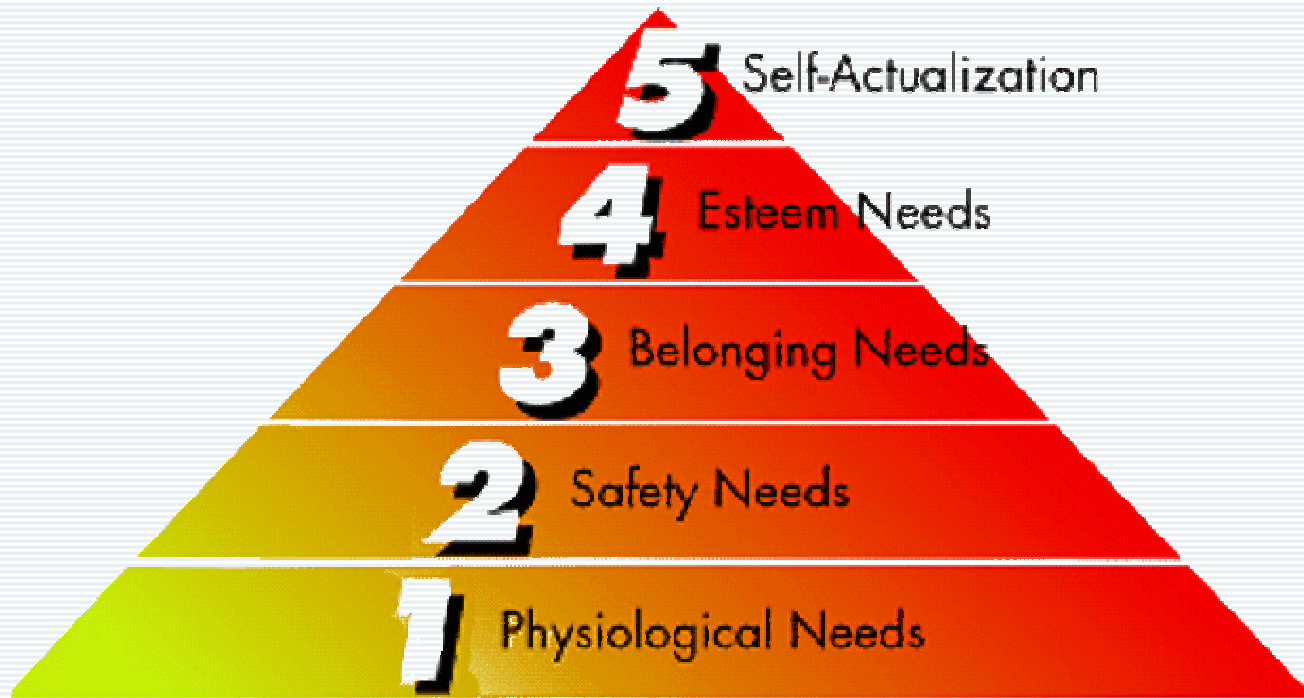 5 Self-Actualization
4 Esteem Needs
3 Belonging Needs
2 Safety Needs
1 Physiological Needs